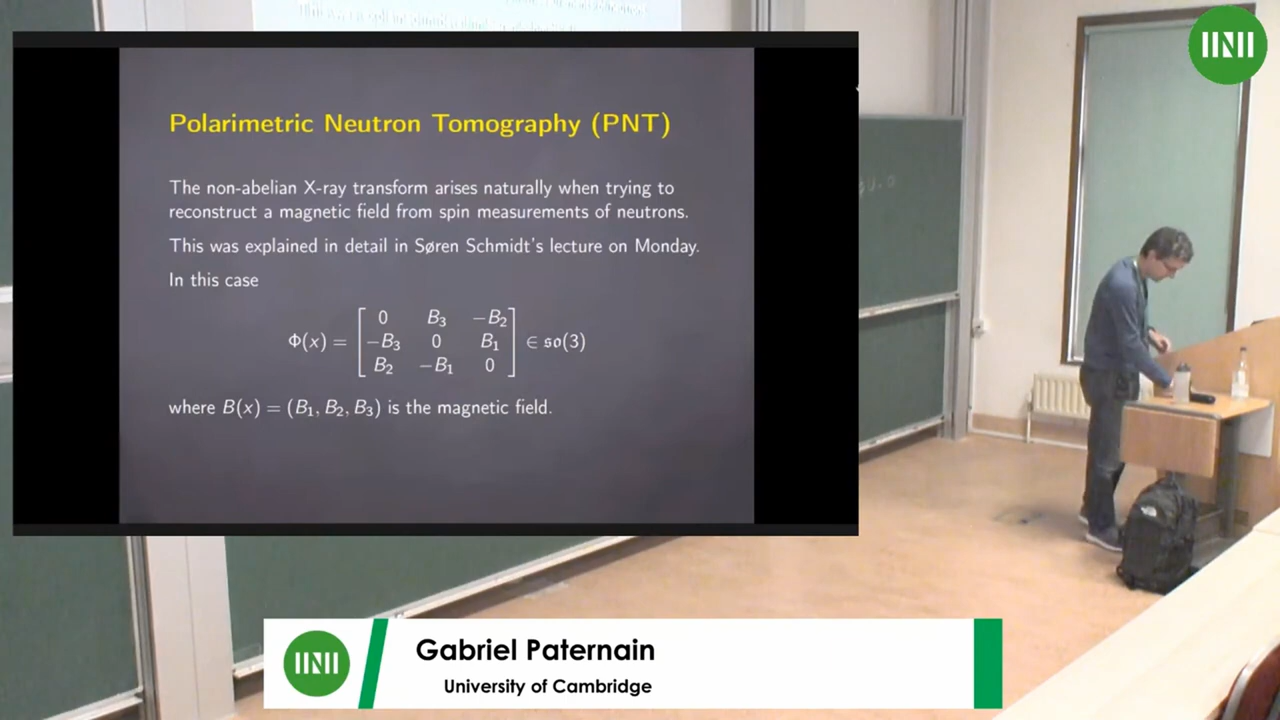 Polarimetric Neutron Tomography (PNT)
The non-abelian X-ray transform arises naturally when trying to
reconstruct a magnetic field from spin measurements of neutrons.
This was explained in detail in Søren Schmidt's lecture on Monday.
In this case
Φ(x) = [ 0 B₃ −B₂
−B₃ 0 B₁
B₂ −B₁ 0 ] ∈ 𝔰𝔬(3)
where B(x) = (B₁, B₂, B₃) is the magnetic field.
Gabriel Paternain
University of Cambridge